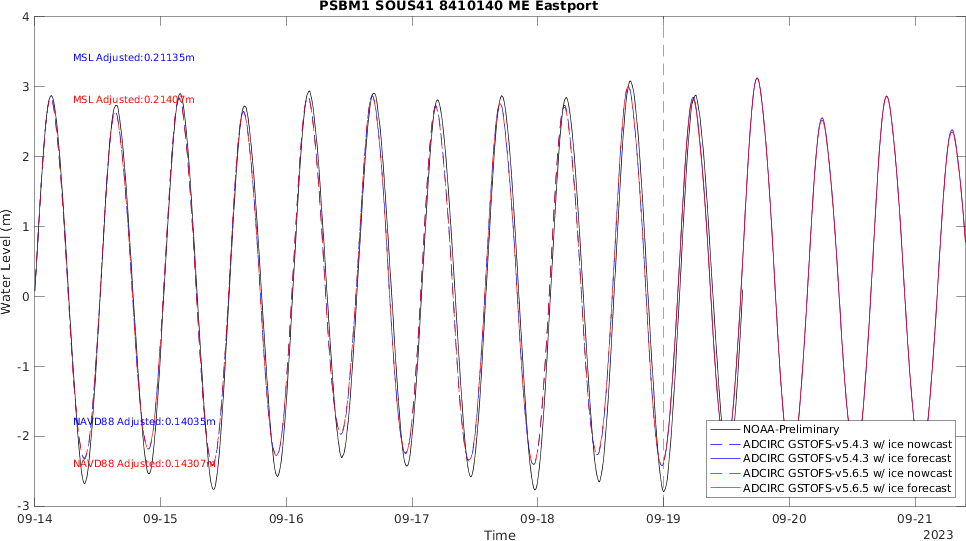 PSBM1 SOUS41 8410140 ME Eastport
4
3
2
1
0
-1
-2
-3
Water Level (m)
MSL Adjusted:0.21135m
MSL Adjusted:0.21407m
NAVD88 Adjusted:0.14035m
NAVD88 Adjusted:0.14307m
NOAA-Preliminary
ADCIRC GSTOFS-v5.4.3 w/ ice nowcast
ADCIRC GSTOFS-v5.4.3 w/ ice forecast
ADCIRC GSTOFS-v5.6.5 w/ ice nowcast
ADCIRC GSTOFS-v5.6.5 w/ ice forecast
09-14 09-15 09-16 09-17 09-18 09-19 09-20 09-21
Time
2023